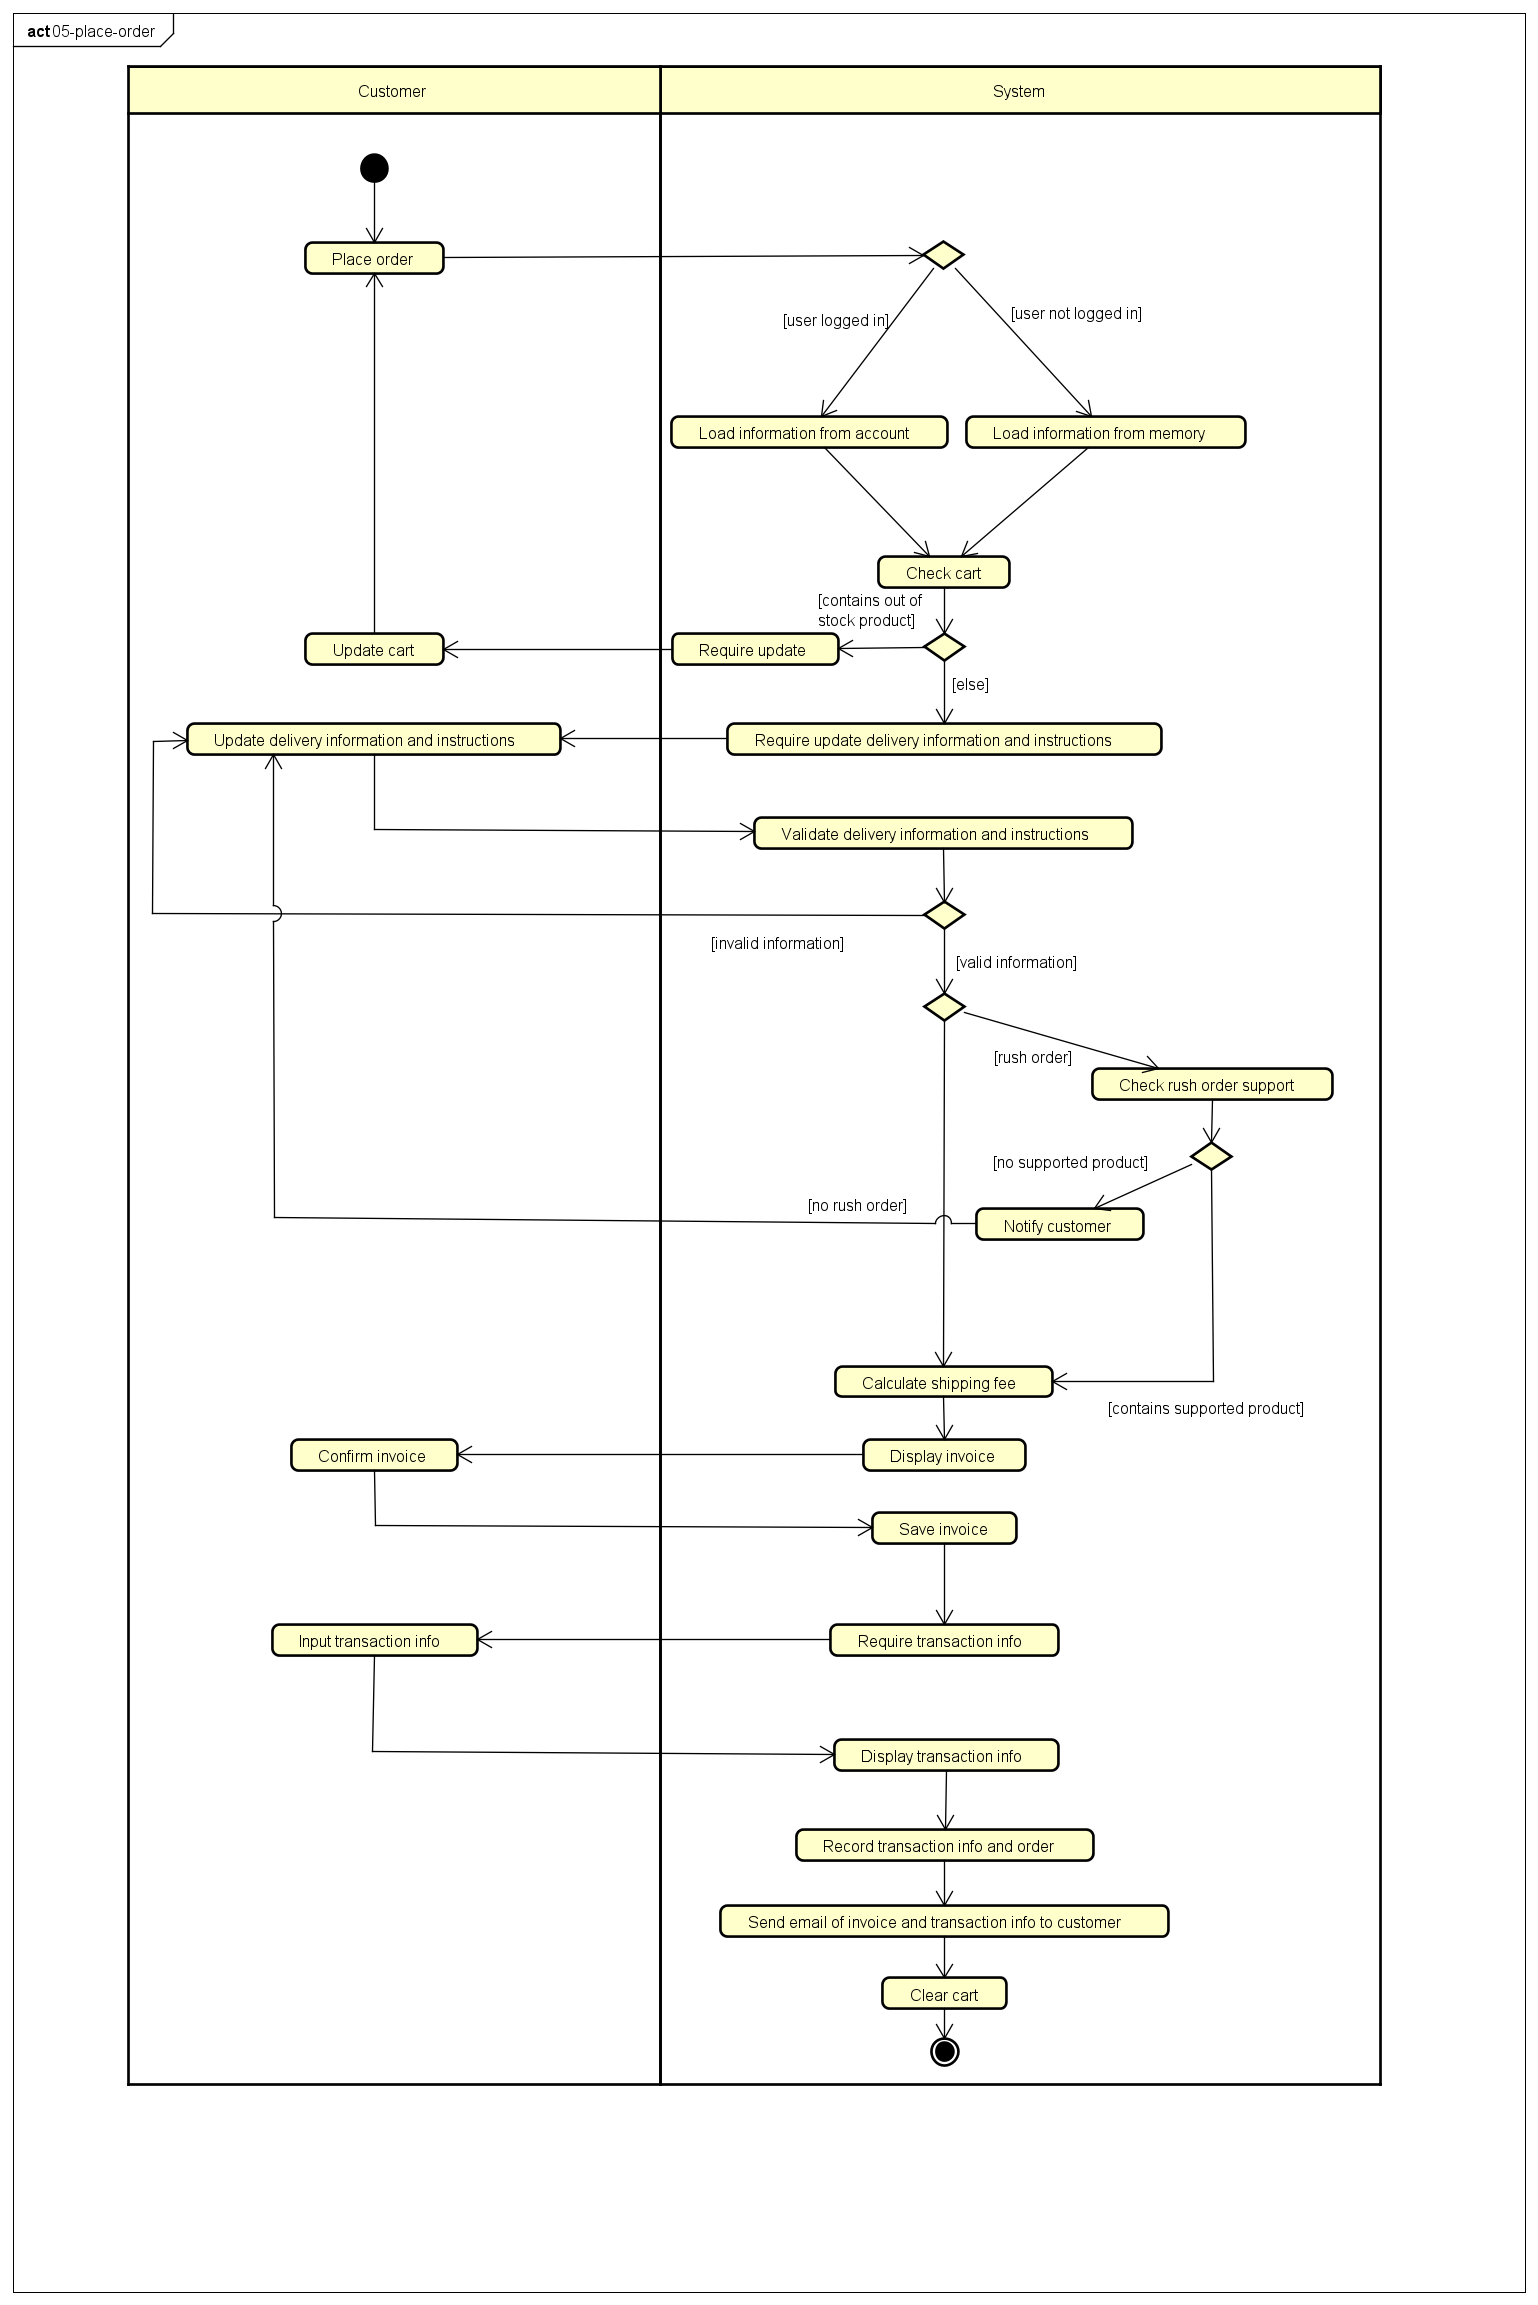 act 05-place-order
Customer
System
Place order
[user logged in]
[user not logged in]
Load information from account
Load information from memory
Check cart
[contains out of
stock product]
Update cart
Require update
[else]
Update delivery information and instructions
Require update delivery information and instructions
Validate delivery information and instructions
[invalid information]
[valid information]
[rush order]
Check rush order support
[no supported product]
[no rush order]
Notify customer
Calculate shipping fee
[contains supported product]
Confirm invoice
Display invoice
Save invoice
Input transaction info
Require transaction info
Display transaction info
Record transaction info and order
Send email of invoice and transaction info to customer
Clear cart